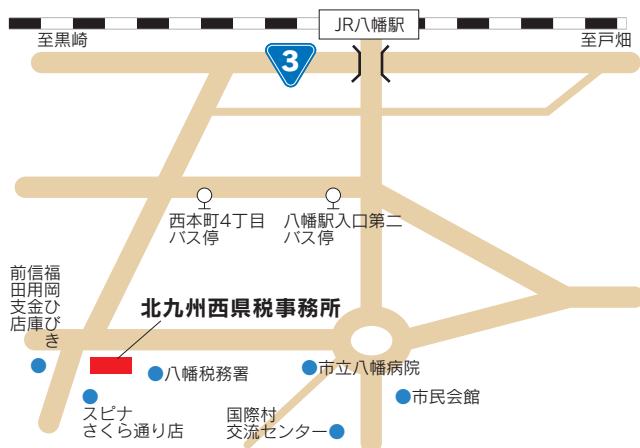 JR八幡駅
至黒崎
至戸畑
3
西本町4丁目
バス停
八幡駅入口第二
バス停
福岡ひびき
信用金庫
前田支店
北九州西県税事務所
八幡税務署
市立八幡病院
市民会館
スピナ
さくら通り店
国際村
交流センター